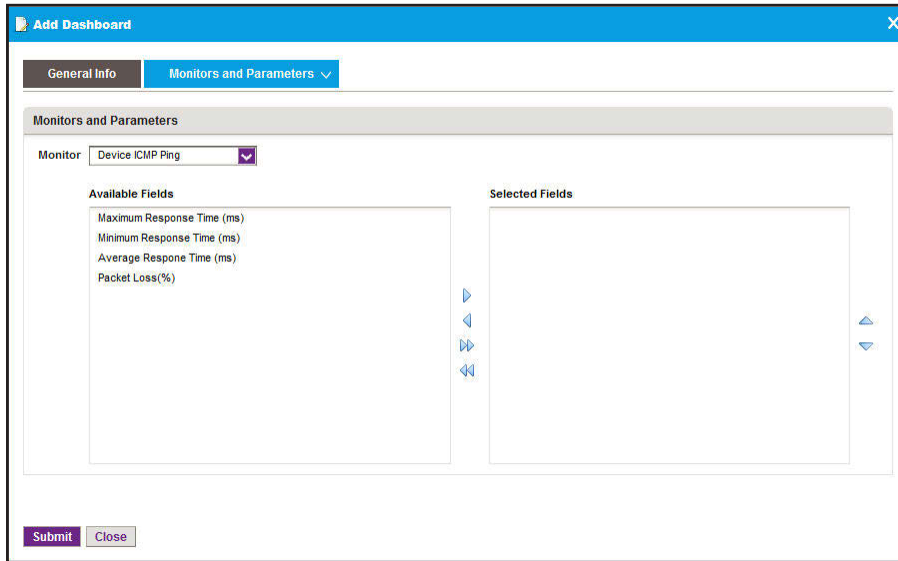 Add Dashboard
General Info
Monitors and Parameters
Monitors and Parameters
Monitor Device ICMP Ping
Available Fields
Selected Fields
Maximum Response Time (ms)
Minimum Response Time (ms)
Average Respone Time (ms)
Packet Loss(%)
Submit
Close